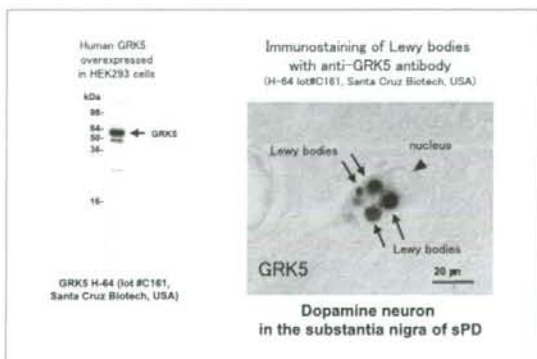 Human GRK5
overexpressed
in HEK293 cells
kDa
98-
64-
50-
36-
16-
GRK5
GRK5 H-64 (lot #C161,
Santa Cruz Biotech, USA)
Immunostaining of Lewy bodies
with anti-GRK5 antibody
(H-64 lot#C161, Santa Cruz Biotech, USA)
Lewy bodies
nucleus
Lewy bodies
GRK5
20 μm
Dopamine neuron
in the substantia nigra of sPD